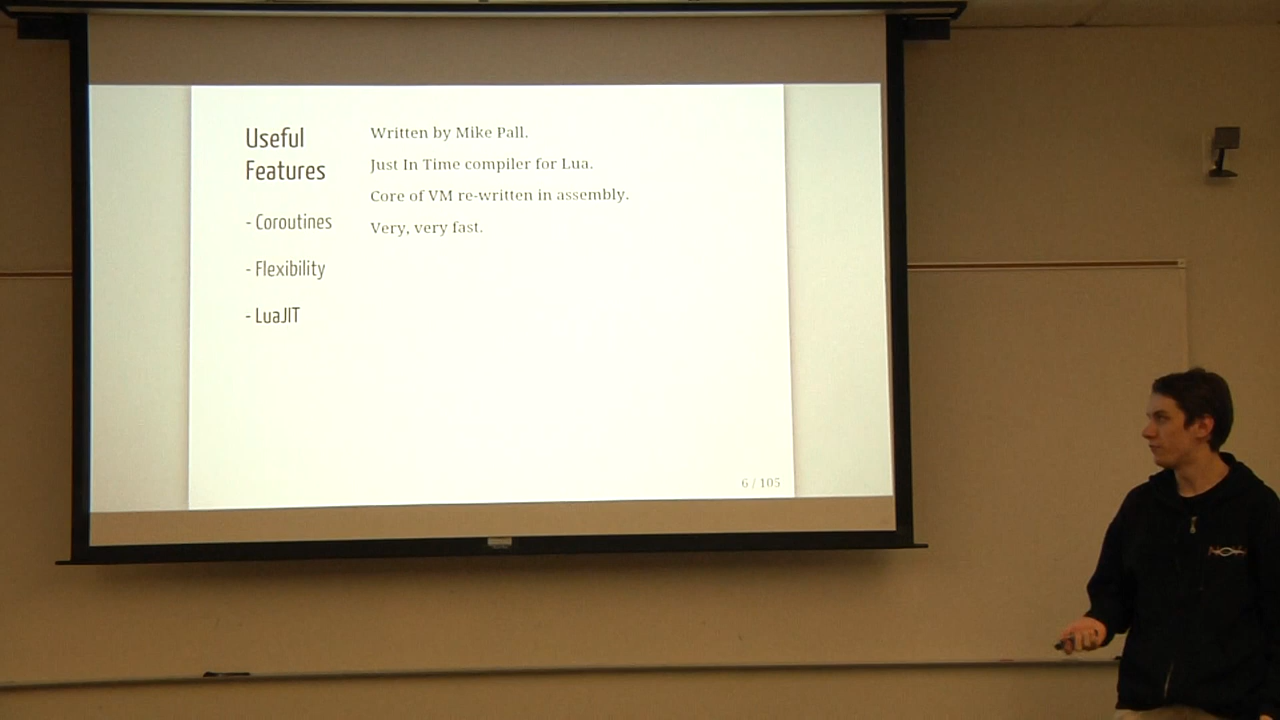 Useful
Features
- Coroutines
- Flexibility
- LuaJIT
Written by Mike Pall.
Just In Time compiler for Lua.
Core of VM re-written in assembly.
Very, very fast.
6 / 105